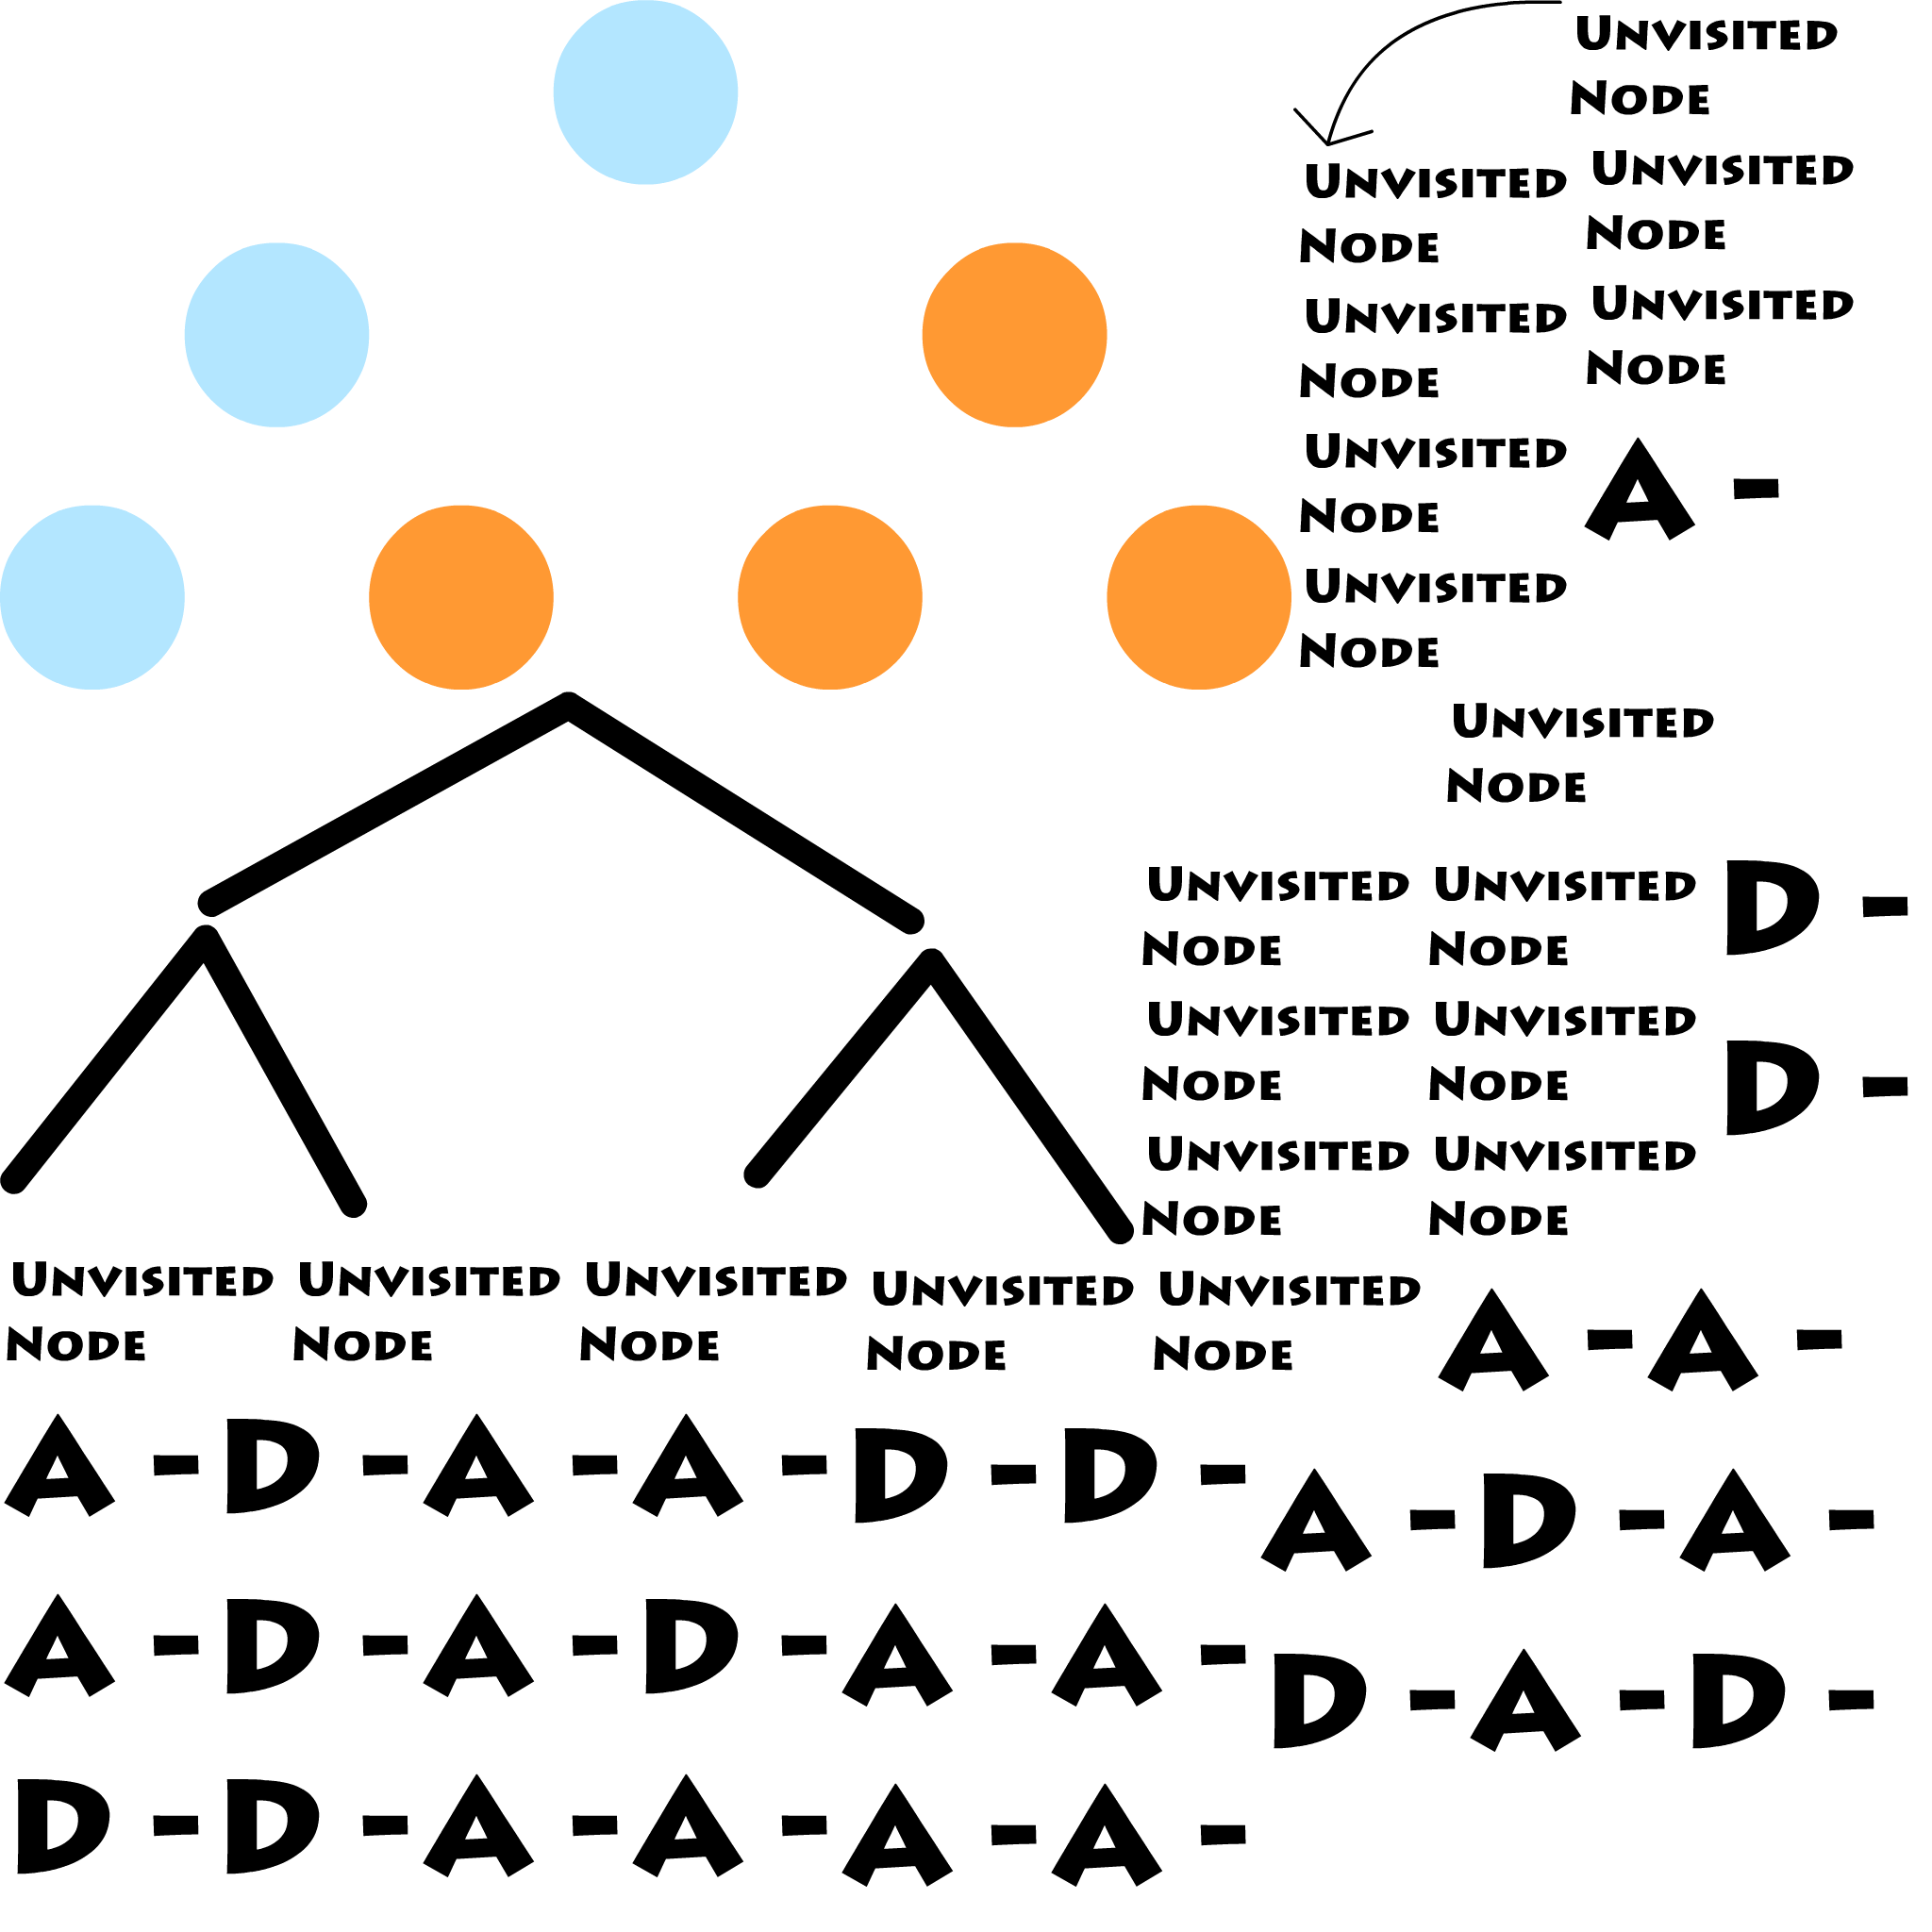 Unvisited
Node
Unvisited
Node
Unvisited
Node
Unvisited
Node
Unvisited
Node
Unvisited
Node
Unvisited
Node
A -
Unvisited
Node
Unvisited
Node
Unvisited
Node
D -
Unvisited
Node
Unvisited
Node
D -
Unvisited
Node
Unvisited
Node
Unvisited
Node
Unvisited
Node
Unvisited
Node
Unvisited
Node
Unvisited
Node
A - A -
A - D - A - A - D - D -
A - D - A -
A - D - A - D - A - A -
D - A - D -
D - D - A - A - A - A -